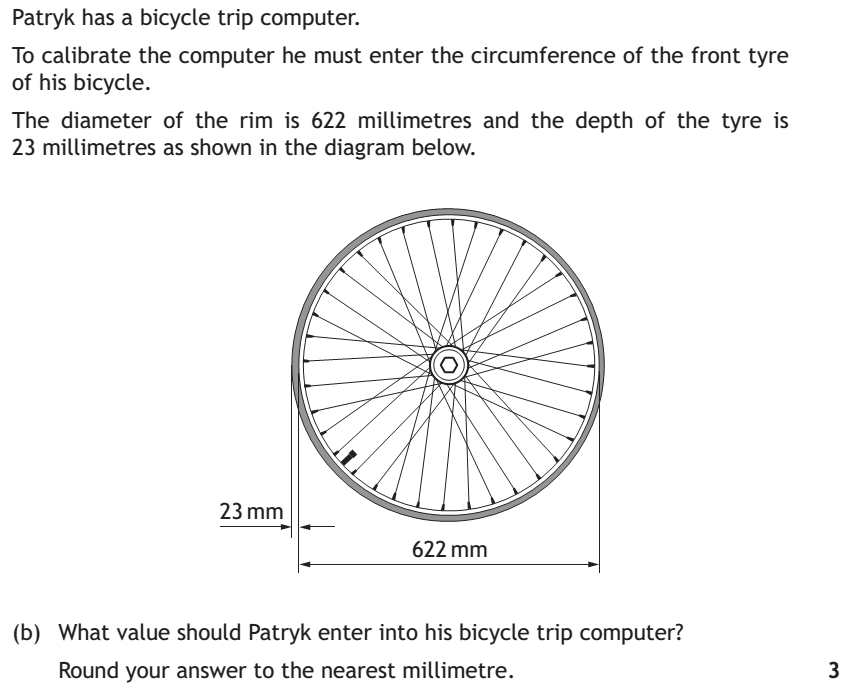 Patryk has a bicycle trip computer.
To calibrate the computer he must enter the circumference of the front tyre
of his bicycle.
The diameter of the rim is 622 millimetres and the depth of the tyre is
23 millimetres as shown in the diagram below.
23 mm
622 mm
(b) What value should Patryk enter into his bicycle trip computer?
Round your answer to the nearest millimetre. 3